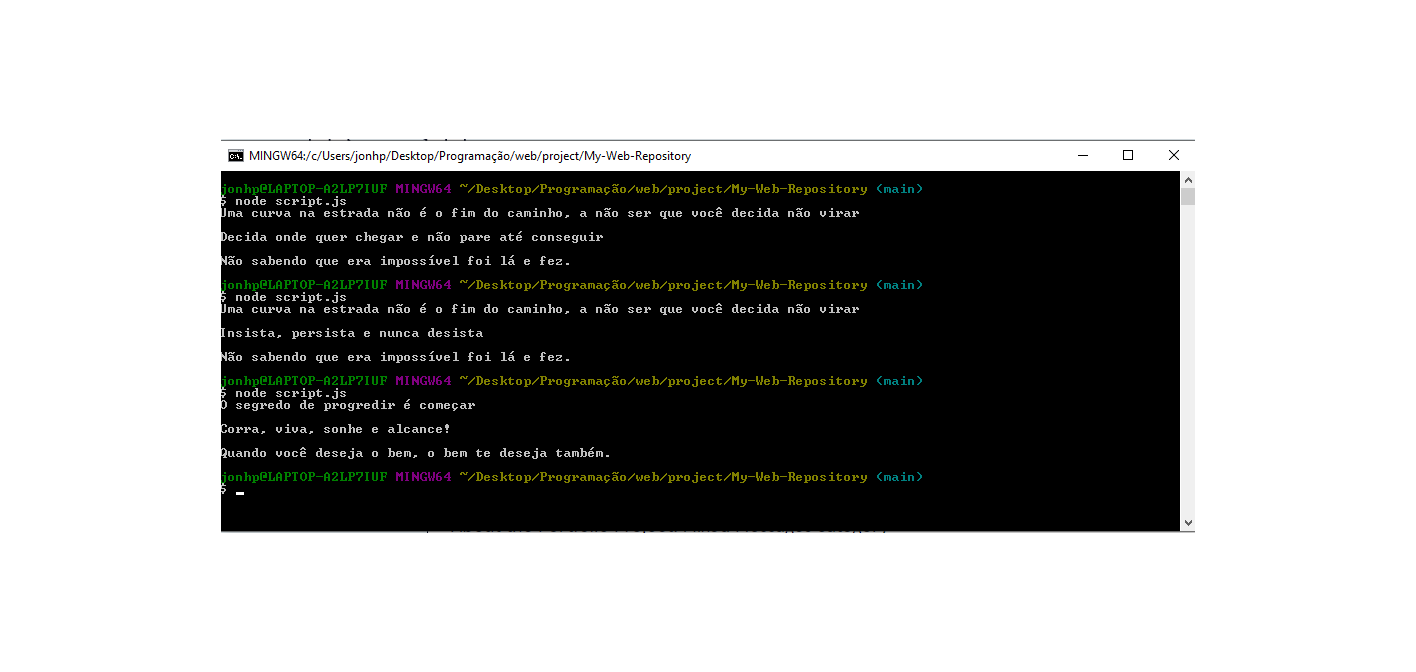 MINGW64:/c/Users/jonhp/Desktop/Programação/web/project/My-Web-Repository
jonhp@LAPTOP-A2LP7IUF MINGW64 ~/Desktop/Programação/web/project/My-Web-Repository (main)
$ node script.js
Uma curva na estrada não é o fim do caminho, a não ser que você decida não virar
Decida onde quer chegar e não pare até conseguir
Não sabendo que era impossível foi lá e fez.
jonhp@LAPTOP-A2LP7IUF MINGW64 ~/Desktop/Programação/web/project/My-Web-Repository (main)
$ node script.js
Uma curva na estrada não é o fim do caminho, a não ser que você decida não virar
Insista, persista e nunca desista
Não sabendo que era impossível foi lá e fez.
jonhp@LAPTOP-A2LP7IUF MINGW64 ~/Desktop/Programação/web/project/My-Web-Repository (main)
$ node script.js
O segredo de progredir é começar
Corra, viva, sonhe e alcance!
Quando você deseja o bem, o bem te deseja também.
jonhp@LAPTOP-A2LP7IUF MINGW64 ~/Desktop/Programação/web/project/My-Web-Repository (main)
$